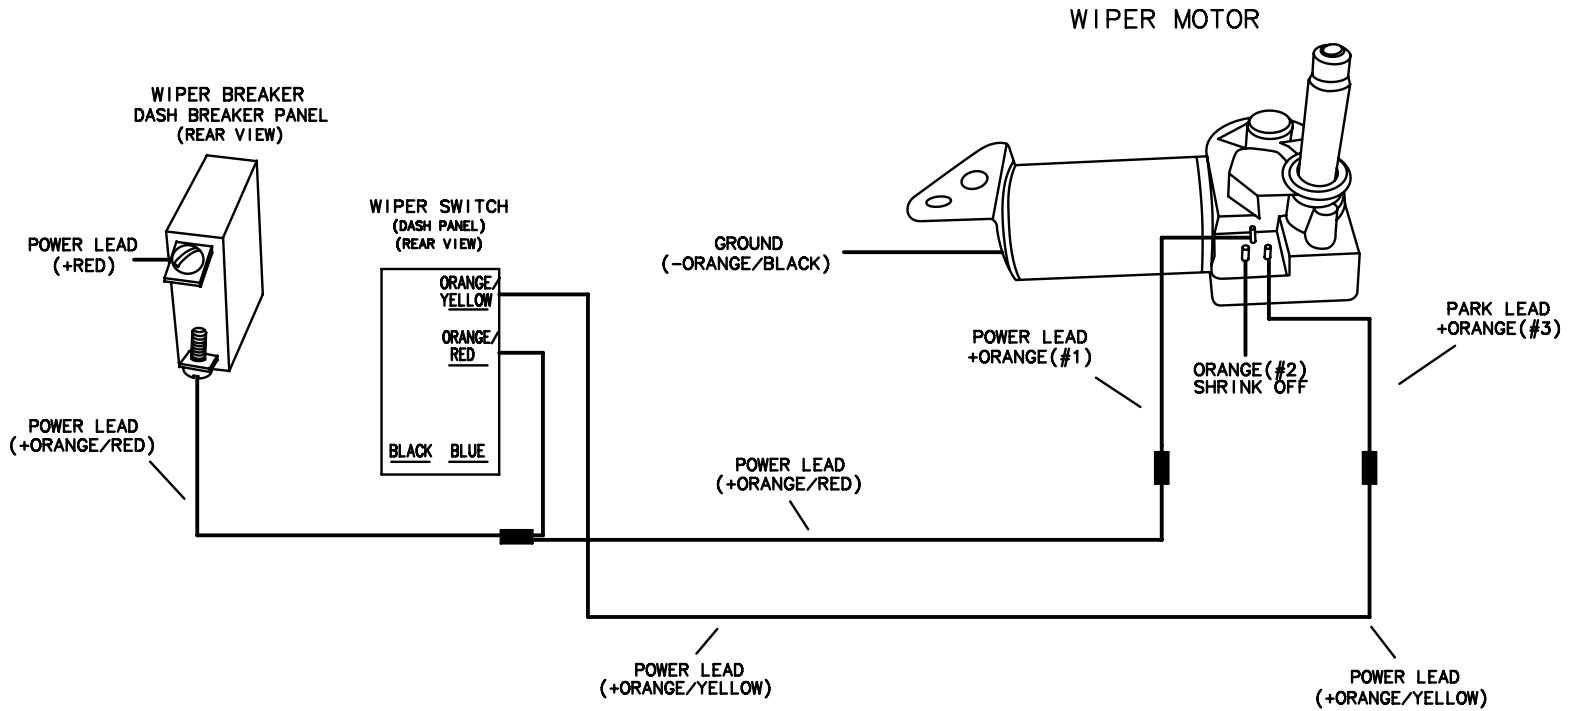 WIPER MOTOR
WIPER BREAKER
DASH BREAKER PANEL
(REAR VIEW)
POWER LEAD
(+RED)
WIPER SWITCH
(DASH PANEL)
(REAR VIEW)
ORANGE/
YELLOW
ORANGE/
RED
BLACK BLUE
GROUND
(-ORANGE/BLACK)
POWER LEAD
+ORANGE(#1)
ORANGE(#2)
SHRINK OFF
PARK LEAD
+ORANGE(#3)
POWER LEAD
(+ORANGE/RED)
POWER LEAD
(+ORANGE/RED)
POWER LEAD
(+ORANGE/YELLOW)
POWER LEAD
(+ORANGE/YELLOW)